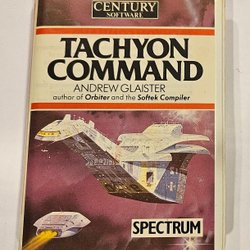 CENTURY
SOFTWARE
TACHYON
COMMAND
ANDREW GLAISTER
author of Orbiter and the Softek Compiler
SPECTRUM